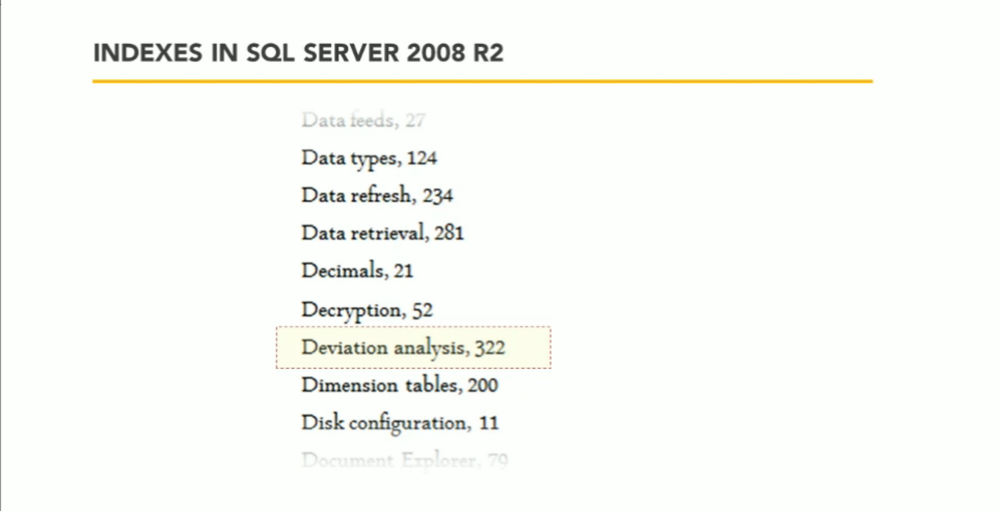 INDEXES IN SQL SERVER 2008 R2
Data feeds, 27
Data types, 124
Data refresh, 234
Data retrieval, 281
Decimals, 21
Decryption, 52
Deviation analysis, 322
Dimension tables, 200
Disk configuration, 11
Document Explorer, 79